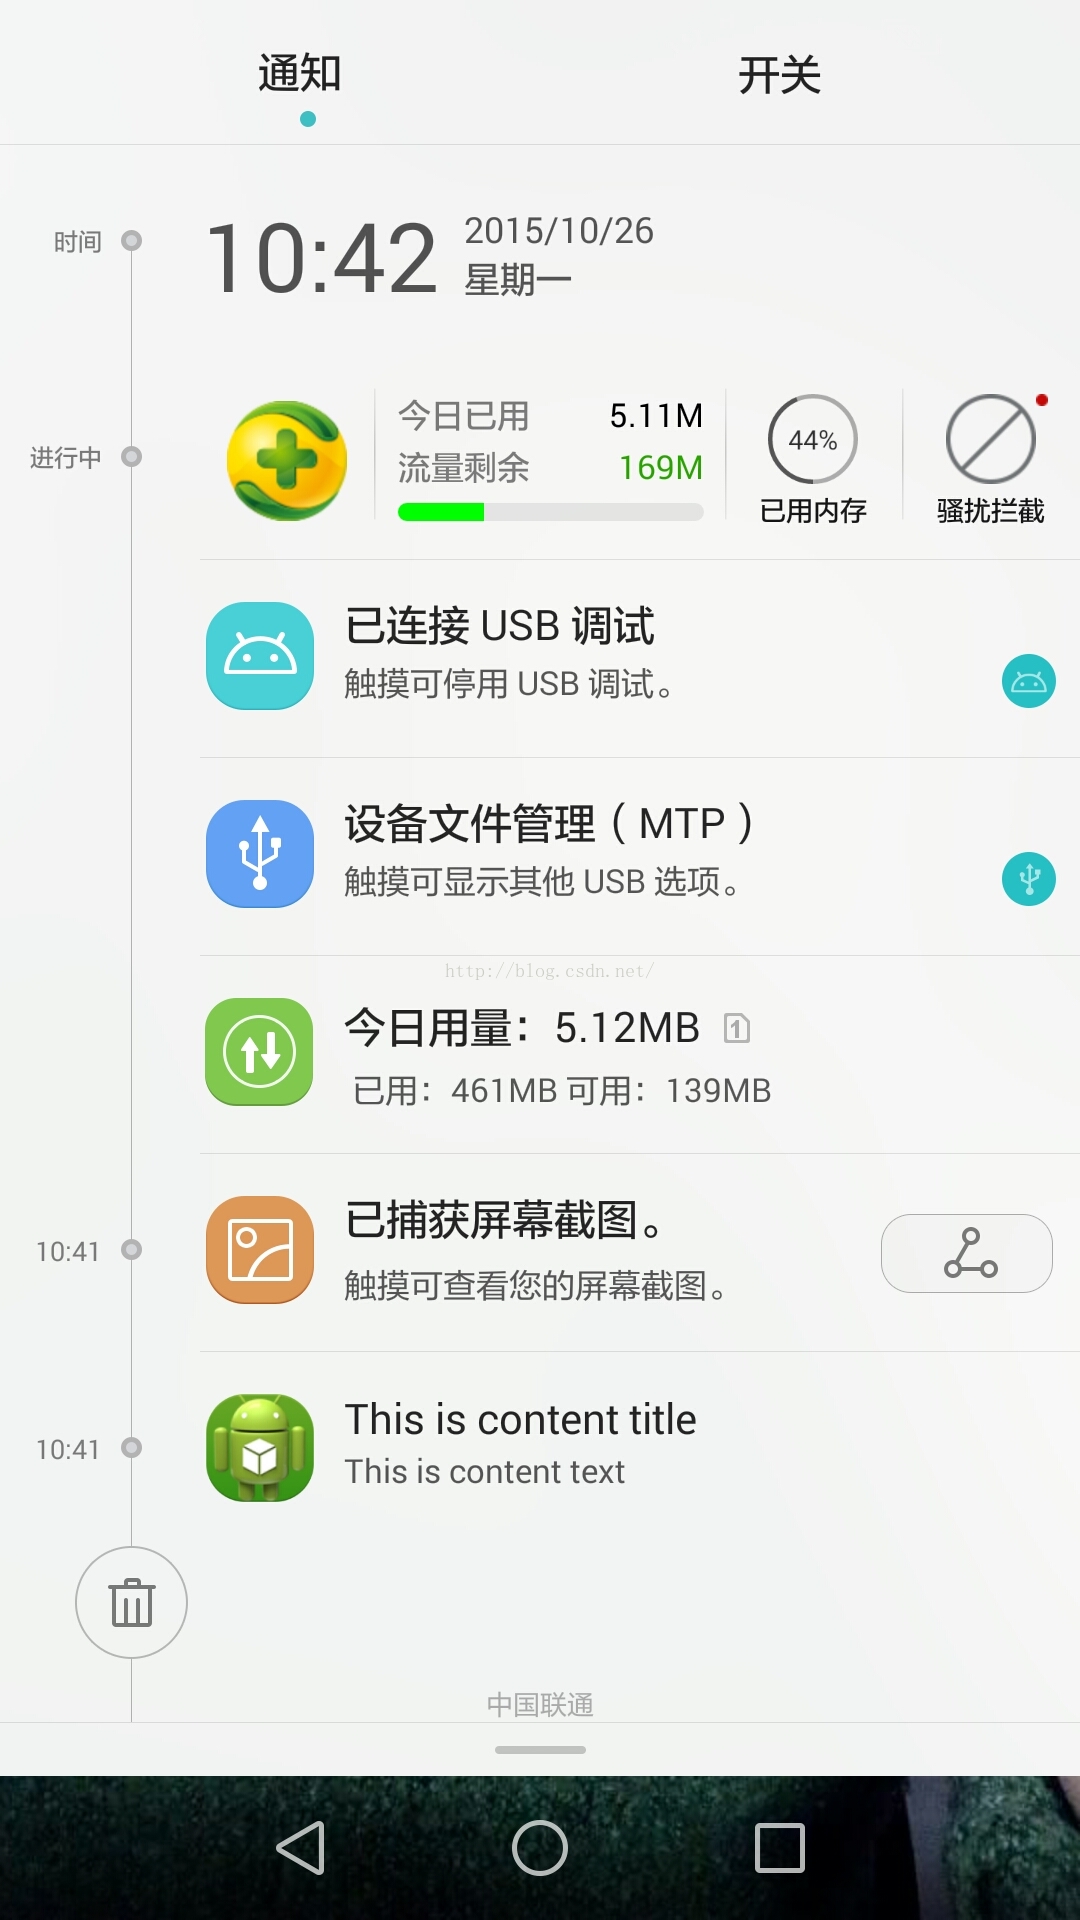 通知
开关
时间
10:42
2015/10/26
星期一
进行中
今日已用 5.11M
流量剩余 169M
44%
已用内存
骚扰拦截
已连接 USB 调试
触摸可停用 USB 调试。
设备文件管理（MTP）
触摸可显示其他 USB 选项。
http://blog.csdn.net/
今日用量：5.12MB 1
已用：461MB 可用：139MB
10:41
已捕获屏幕截图。
触摸可查看您的屏幕截图。
10:41
This is content title
This is content text
中国联通